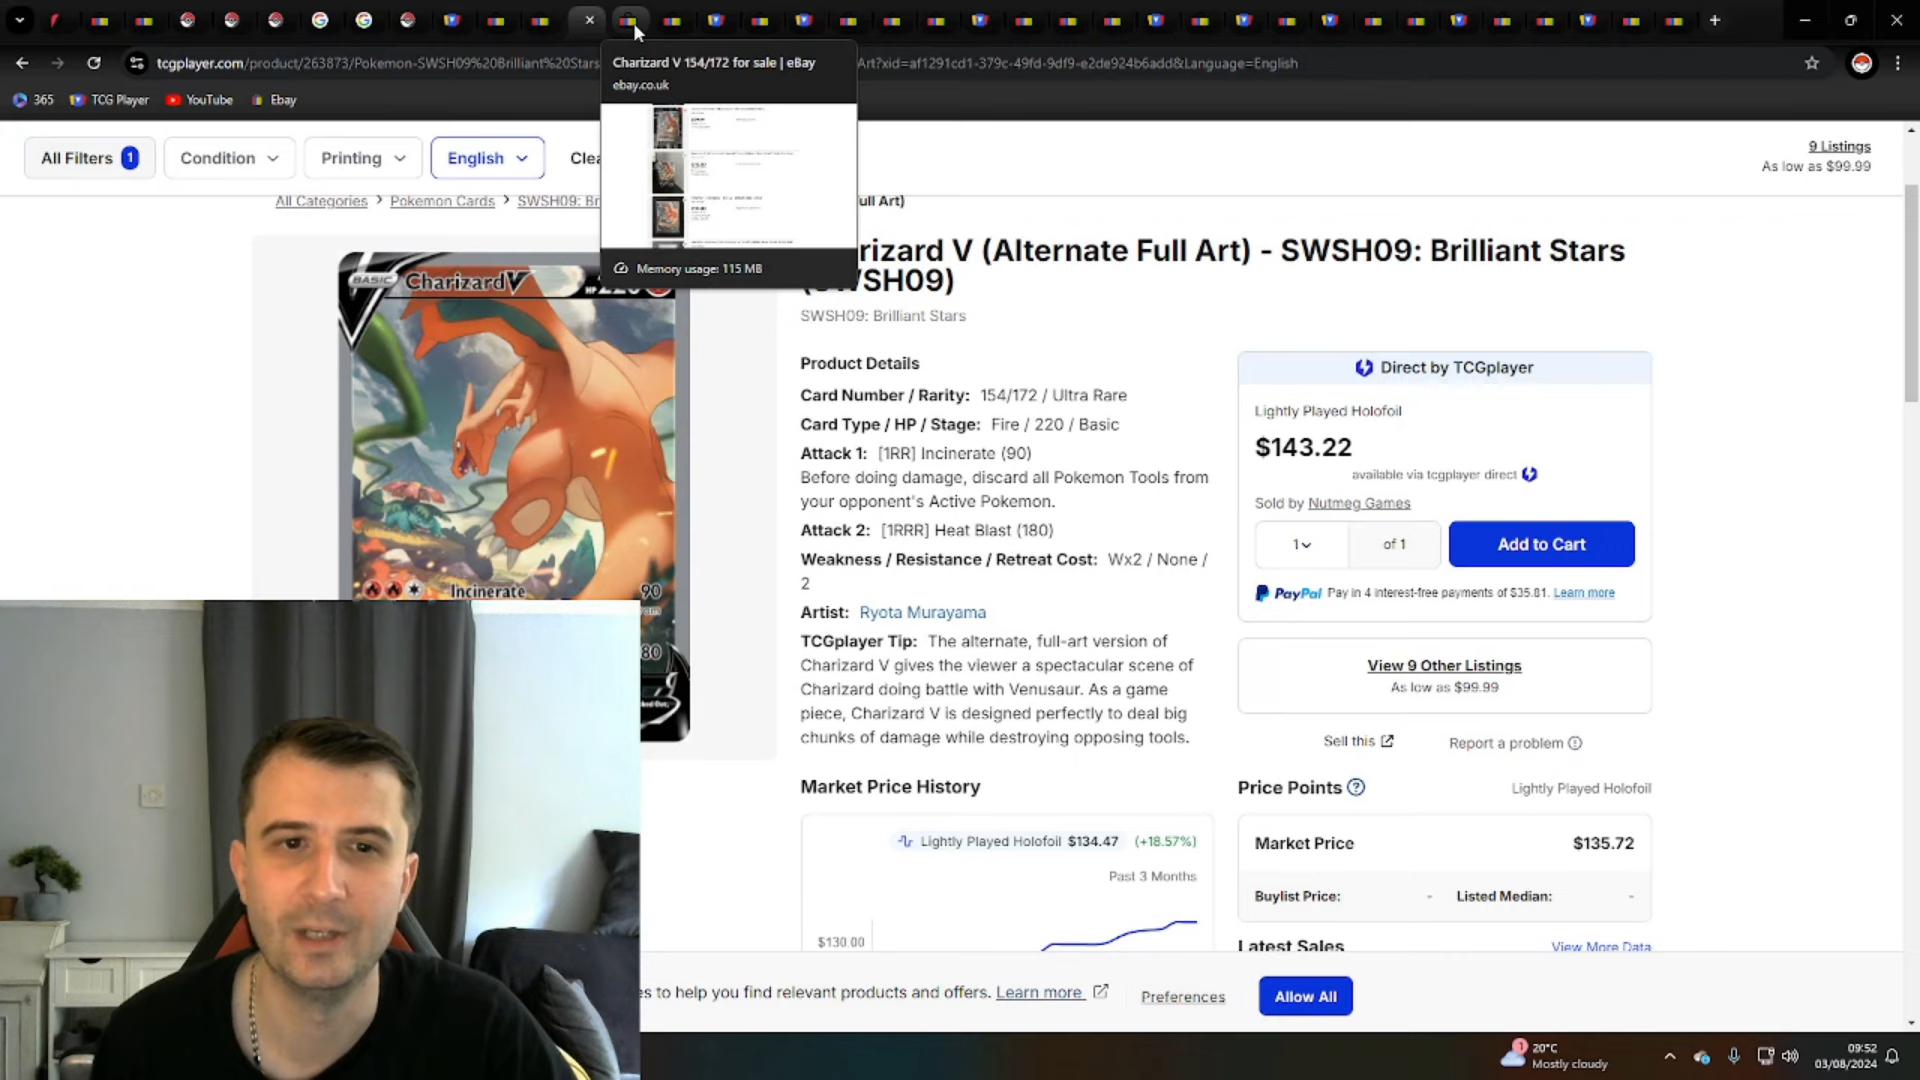 tcgplayer.com/product/263873/Pokemon-SWSH09%20Brilliant%20Stars
Art?xid=af1291cd1-379c-49fd-9df9-e2de924b6add&Language=English
365
TCG Player
YouTube
Ebay
Charizard V 154/172 for sale | eBay
ebay.co.uk
Memory usage: 115 MB
All Filters 1
Condition
Printing
English
Clea
9 Listings
As low as $99.99
All Categories > Pokemon Cards > SWSH09: Br
ull Art)
rizard V (Alternate Full Art) - SWSH09: Brilliant Stars
SH09)
SWSH09: Brilliant Stars
BASIC Charizard V
Incinerate 90
80
Product Details
Card Number / Rarity: 154/172 / Ultra Rare
Card Type / HP / Stage: Fire / 220 / Basic
Attack 1: [1RR] Incinerate (90)
Before doing damage, discard all Pokemon Tools from
your opponent's Active Pokemon.
Attack 2: [1RRR] Heat Blast (180)
Weakness / Resistance / Retreat Cost: Wx2 / None /
2
Artist: Ryota Murayama
TCGplayer Tip: The alternate, full-art version of
Charizard V gives the viewer a spectacular scene of
Charizard doing battle with Venusaur. As a game
piece, Charizard V is designed perfectly to deal big
chunks of damage while destroying opposing tools.
Direct by TCGplayer
Lightly Played Holofoil
$143.22
available via tcgplayer direct
Sold by Nutmeg Games
1
of 1
Add to Cart
PayPal Pay in 4 interest-free payments of $35.81. Learn more
View 9 Other Listings
As low as $99.99
Sell this
Report a problem
Market Price History
Lightly Played Holofoil $134.47 (+18.57%)
Past 3 Months
$130.00
Price Points
Lightly Played Holofoil
Market Price $135.72
Buylist Price: -
Listed Median: -
Latest Sales
View More Data
es to help you find relevant products and offers. Learn more
Preferences
Allow All
1
20°C
Mostly cloudy
09:52
03/08/2024